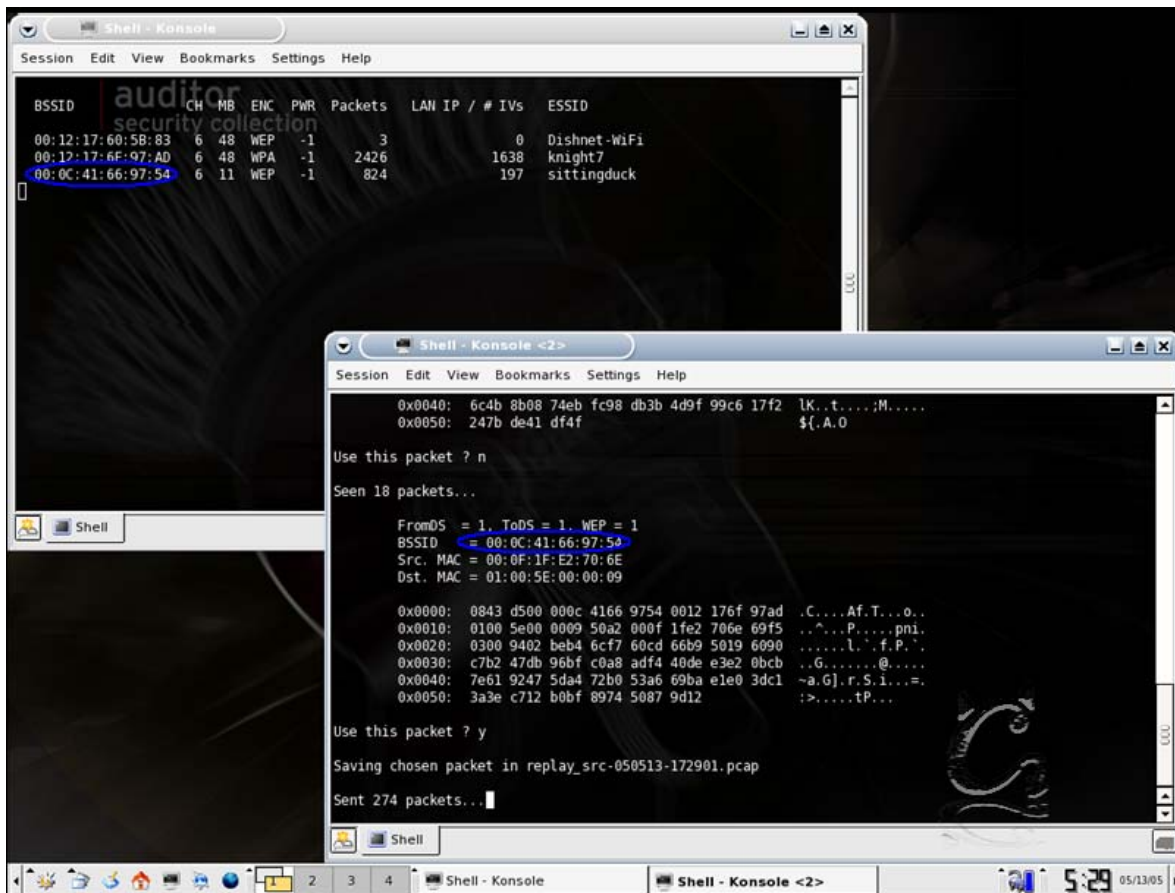 Shell - Konsole
Session Edit View Bookmarks Settings Help
auditor
security collection
BSSID CH MB ENC PWR Packets LAN IP / # IVs ESSID
00:12:17:60:5B:83 6 48 WEP -1 3 0 Dishnet-WiFi
00:12:17:6F:97:AD 6 48 WPA -1 2426 1638 knight7
00:0C:41:66:97:54 6 11 WEP -1 824 197 sittingduck
Shell
Shell - Konsole <2>
Session Edit View Bookmarks Settings Help
0x0040: 6c4b 8b08 74eb fc98 db3b 4d9f 99c6 17f2 lK..t....;M.....
0x0050: 247b de41 df4f ${.A.O
Use this packet ? n
Seen 18 packets...
FromDS = 1, ToDS = 1, WEP = 1
BSSID = 00:0C:41:66:97:54
Src. MAC = 00:0F:1F:E2:70:6E
Dst. MAC = 01:00:5E:00:00:09
0x0000: 0843 d500 000c 4166 9754 0012 176f 97ad .C....Af.T...o..
0x0010: 0100 5e00 0009 50a2 000f 1fe2 706e 69f5 ..^...P.....pni.
0x0020: 0300 9402 beb4 6cf7 60cd 66b9 5019 6090 ......l.`.f.P.`.
0x0030: c7b2 47db 96bf c0a8 adf4 40de e3e2 0bcb ..G.......@.....
0x0040: 7e61 9247 5da4 72b0 53a6 69ba e1e0 3dc1 ~a.G].r.S.i...=.
0x0050: 3a3e c712 b0bf 8974 5087 9d12 :>.....tP...
Use this packet ? y
Saving chosen packet in replay_src-050513-172901.pcap
Sent 274 packets...
Shell
1 2 3 4 Shell - Konsole Shell - Konsole <2> 5:29 05/13/05